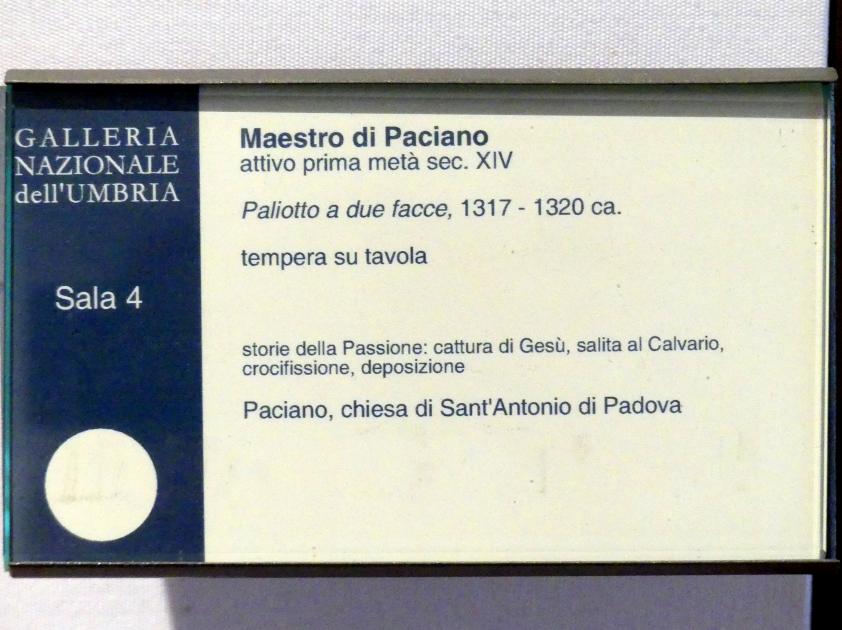 GALLERIA
NAZIONALE
dell'UMBRIA
Sala 4
Maestro di Paciano
attivo prima metà sec. XIV
Paliotto a due facce, 1317 - 1320 ca.
tempera su tavola
storie della Passione: cattura di Gesù, salita al Calvario,
crocifissione, deposizione
Paciano, chiesa di Sant'Antonio di Padova